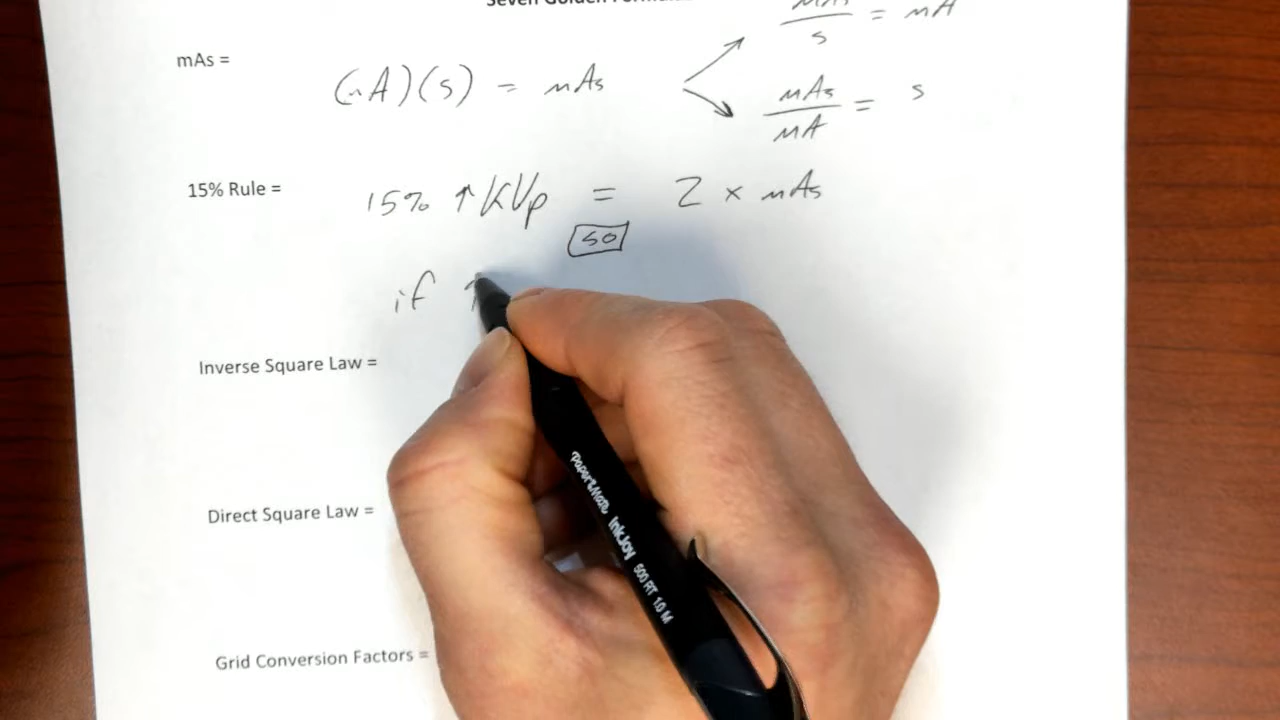 Seven Golden Formulas
mAs / s = mA
mAs =
(mA)(s) = mAs
mAs / mA = s
15% Rule =
15% ↑ KVp = 2 x mAs
so
if ↑
Inverse Square Law =
Direct Square Law =
Grid Conversion Factors =
PaperMate InkJoy 500 RT 1.0 M